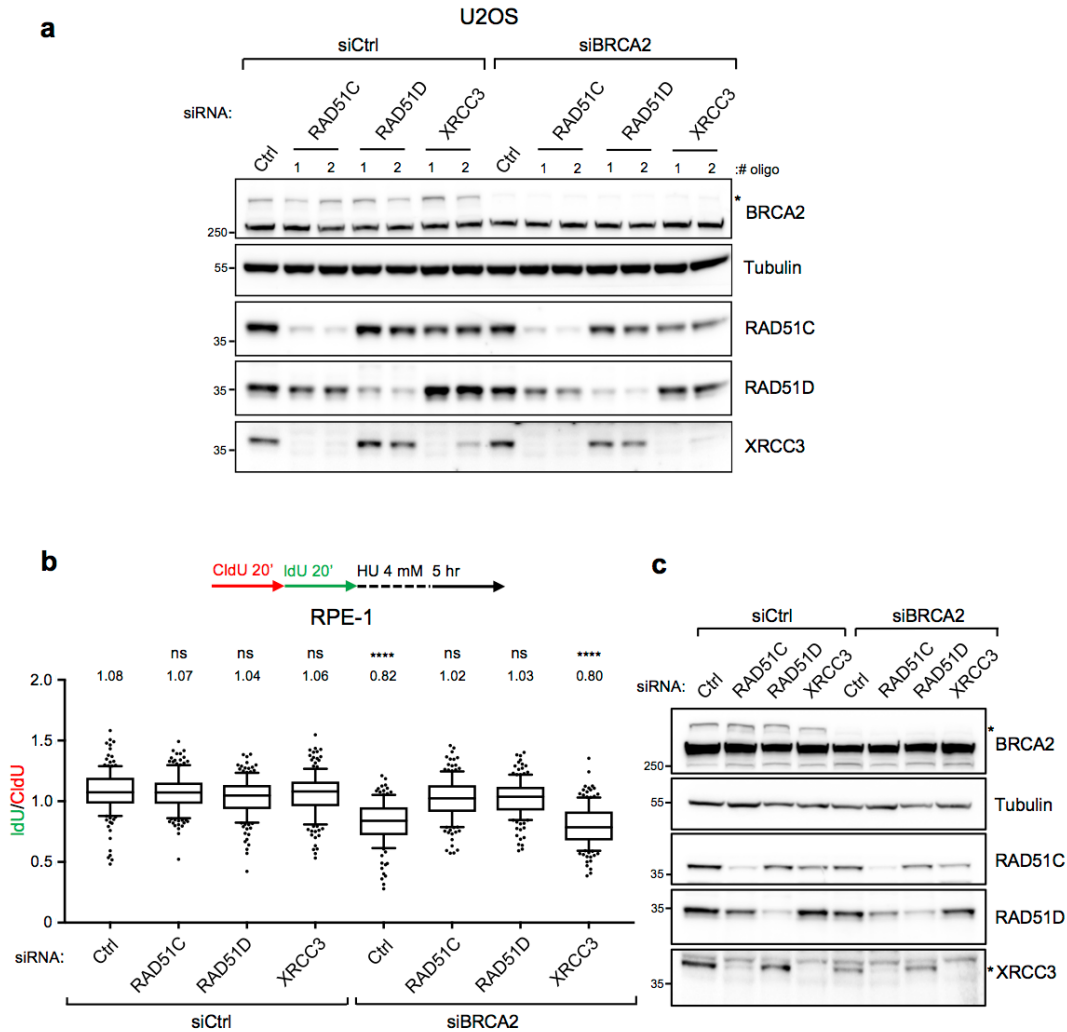 a
U2OS
siCtrl siBRCA2
siRNA: Ctrl RAD51C RAD51D XRCC3 Ctrl RAD51C RAD51D XRCC3
1 2 1 2 1 2 1 2 1 2 1 2 :# oligo
* BRCA2
250
55 Tubulin
RAD51C
35
35 RAD51D
35 XRCC3
b
CldU 20' IdU 20' HU 4 mM 5 hr
RPE-1
ns ns ns **** ns ns ****
1.08 1.07 1.04 1.06 0.82 1.02 1.03 0.80
2.0
1.5
1.0
0.5
0
IdU/CldU
siRNA: Ctrl RAD51C RAD51D XRCC3 Ctrl RAD51C RAD51D XRCC3
siCtrl siBRCA2
c
siCtrl siBRCA2
siRNA: Ctrl RAD51C RAD51D XRCC3 Ctrl RAD51C RAD51D XRCC3
* BRCA2
250
55 Tubulin
RAD51C
35
35 RAD51D
* XRCC3
35